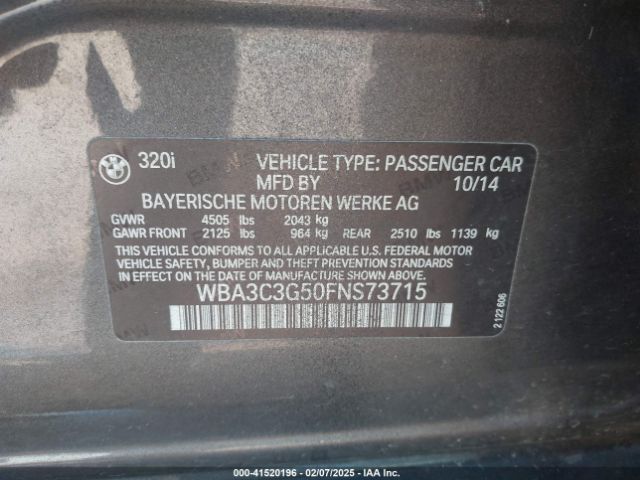 320i VEHICLE TYPE: PASSENGER CAR
MFD BY 10/14
BAYERISCHE MOTOREN WERKE AG
GVWR 4505 lbs 2043 kg
GAWR FRONT 2125 lbs 964 kg REAR 2510 lbs 1139 kg
THIS VEHICLE CONFORMS TO ALL APPLICABLE U.S. FEDERAL MOTOR
VEHICLE SAFETY, BUMPER AND THEFT PREVENTION STANDARDS
IN EFFECT ON THE DATE OF MANUFACTURE SHOWN ABOVE.
WBA3C3G50FNS73715
2 122 606
000-41520196 - 02/07/2025 - IAA Inc.